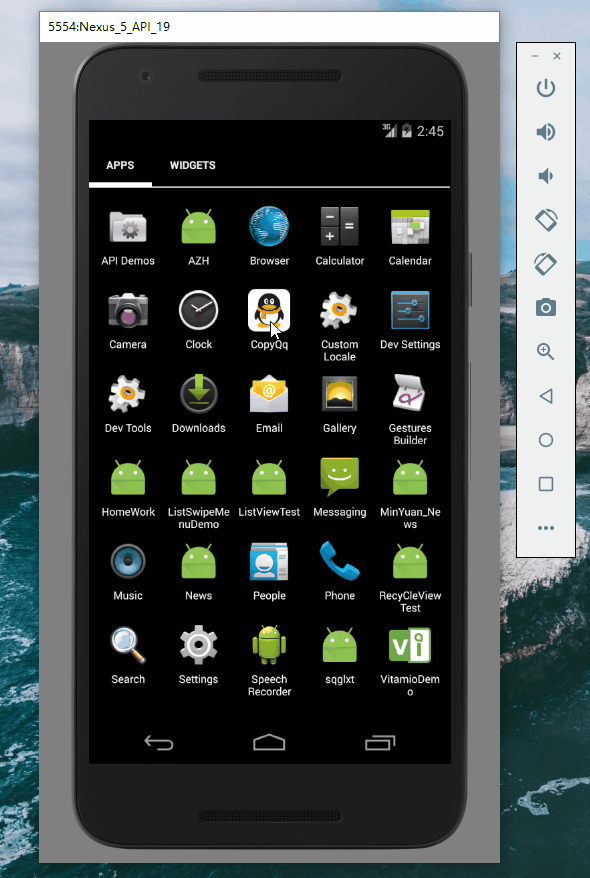 5554:Nexus_5_API_19
3G 2:45
APPS WIDGETS
API Demos AZH Browser Calculator Calendar
Camera Clock CopyQq Custom Locale Dev Settings
Dev Tools Downloads Email Gallery Gestures Builder
HomeWork ListSwipeMe nuDemo ListViewTest Messaging MinYuan_Ne ws
Music News People Phone RecyCleView Test
Search Settings Speech Recorder sqglxt VitamioDem o